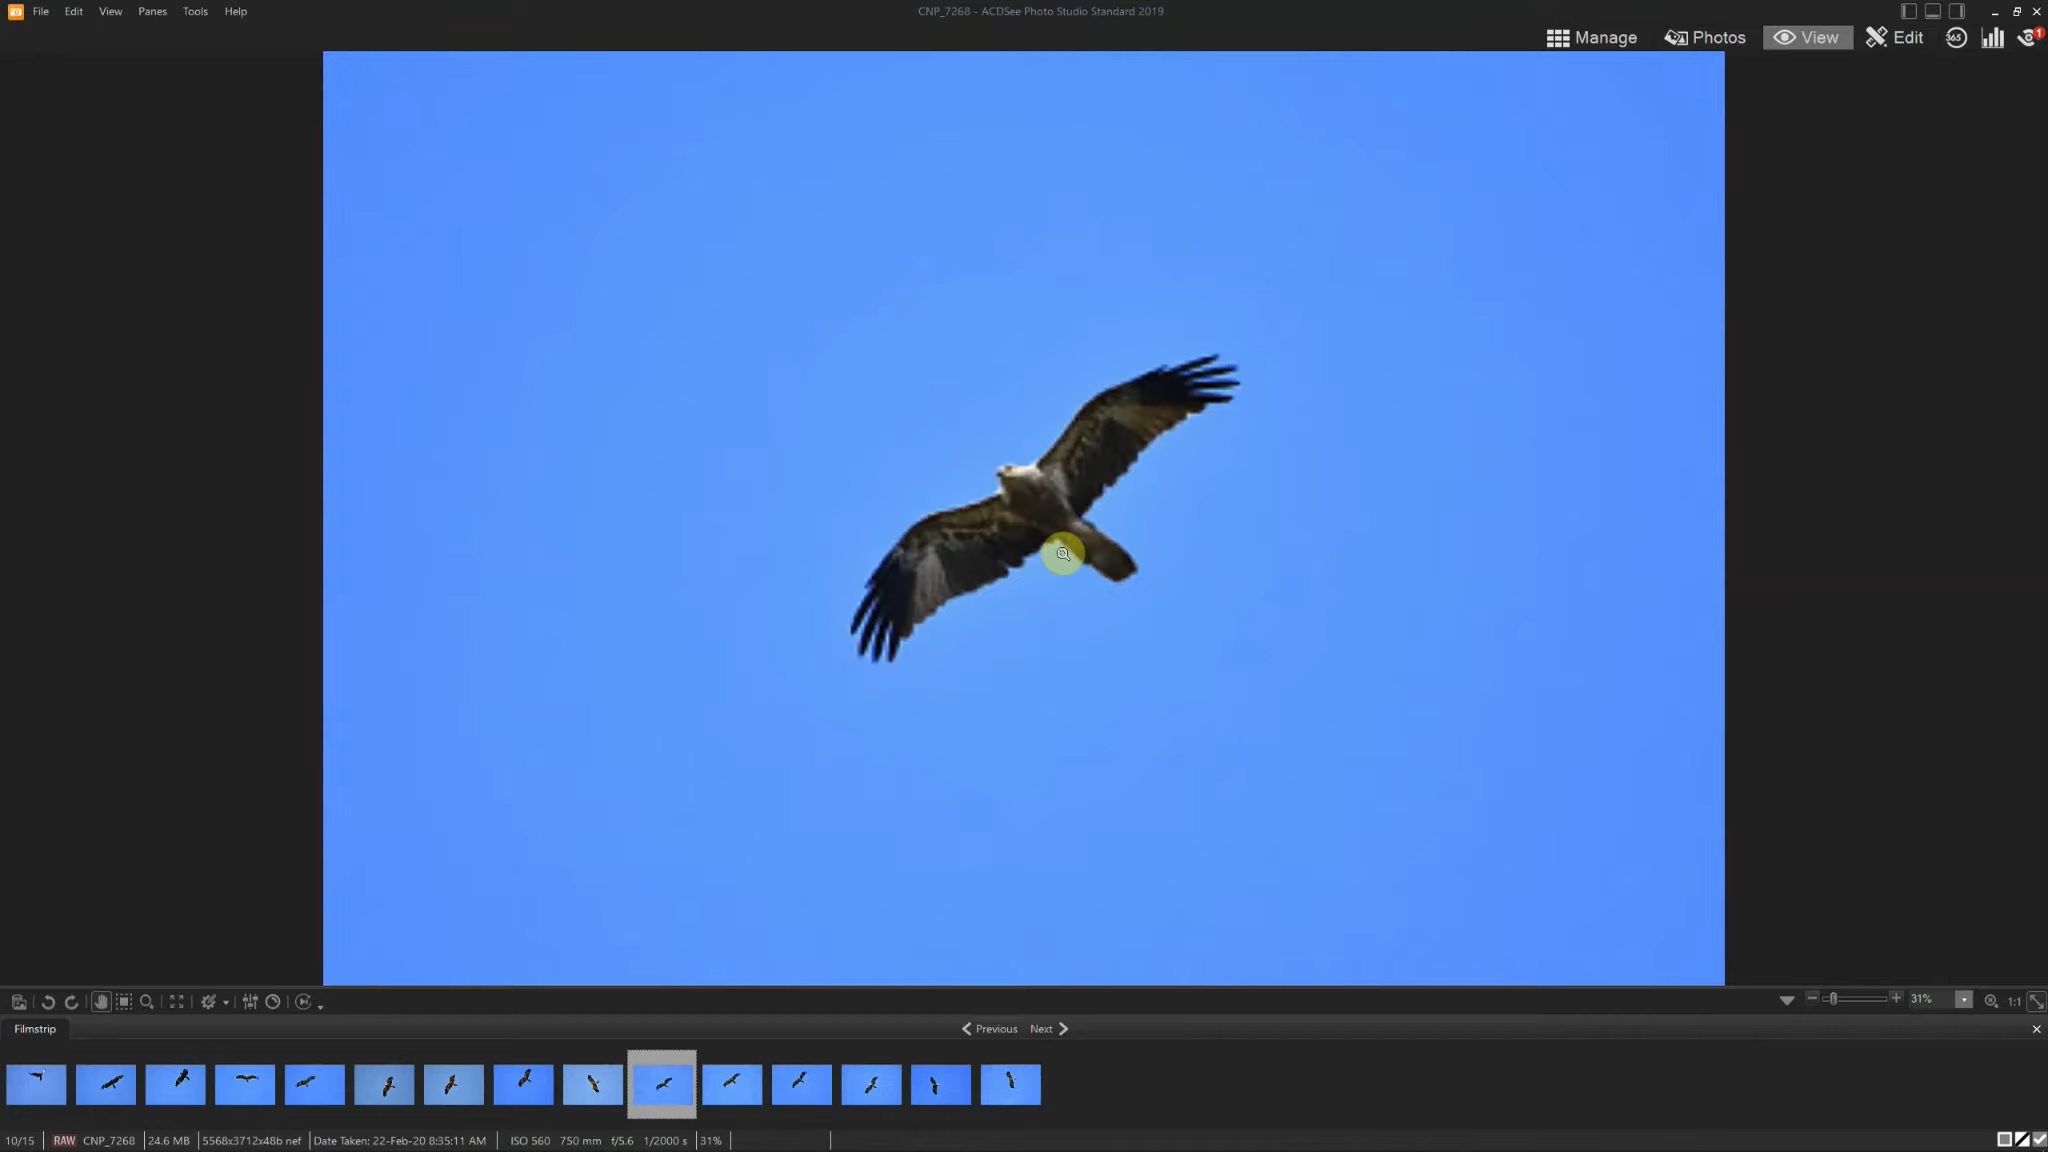 File Edit View Panes Tools Help
CNP_7268 - ACDSee Photo Studio Standard 2019
Manage Photos View Edit 365 1
31% 1:1
Filmstrip
Previous Next
10/15 RAW CNP_7268 24.6 MB 5568x3712x48b nef Date Taken: 22-Feb-20 8:35:11 AM ISO 560 750 mm f/5.6 1/2000 s 31%